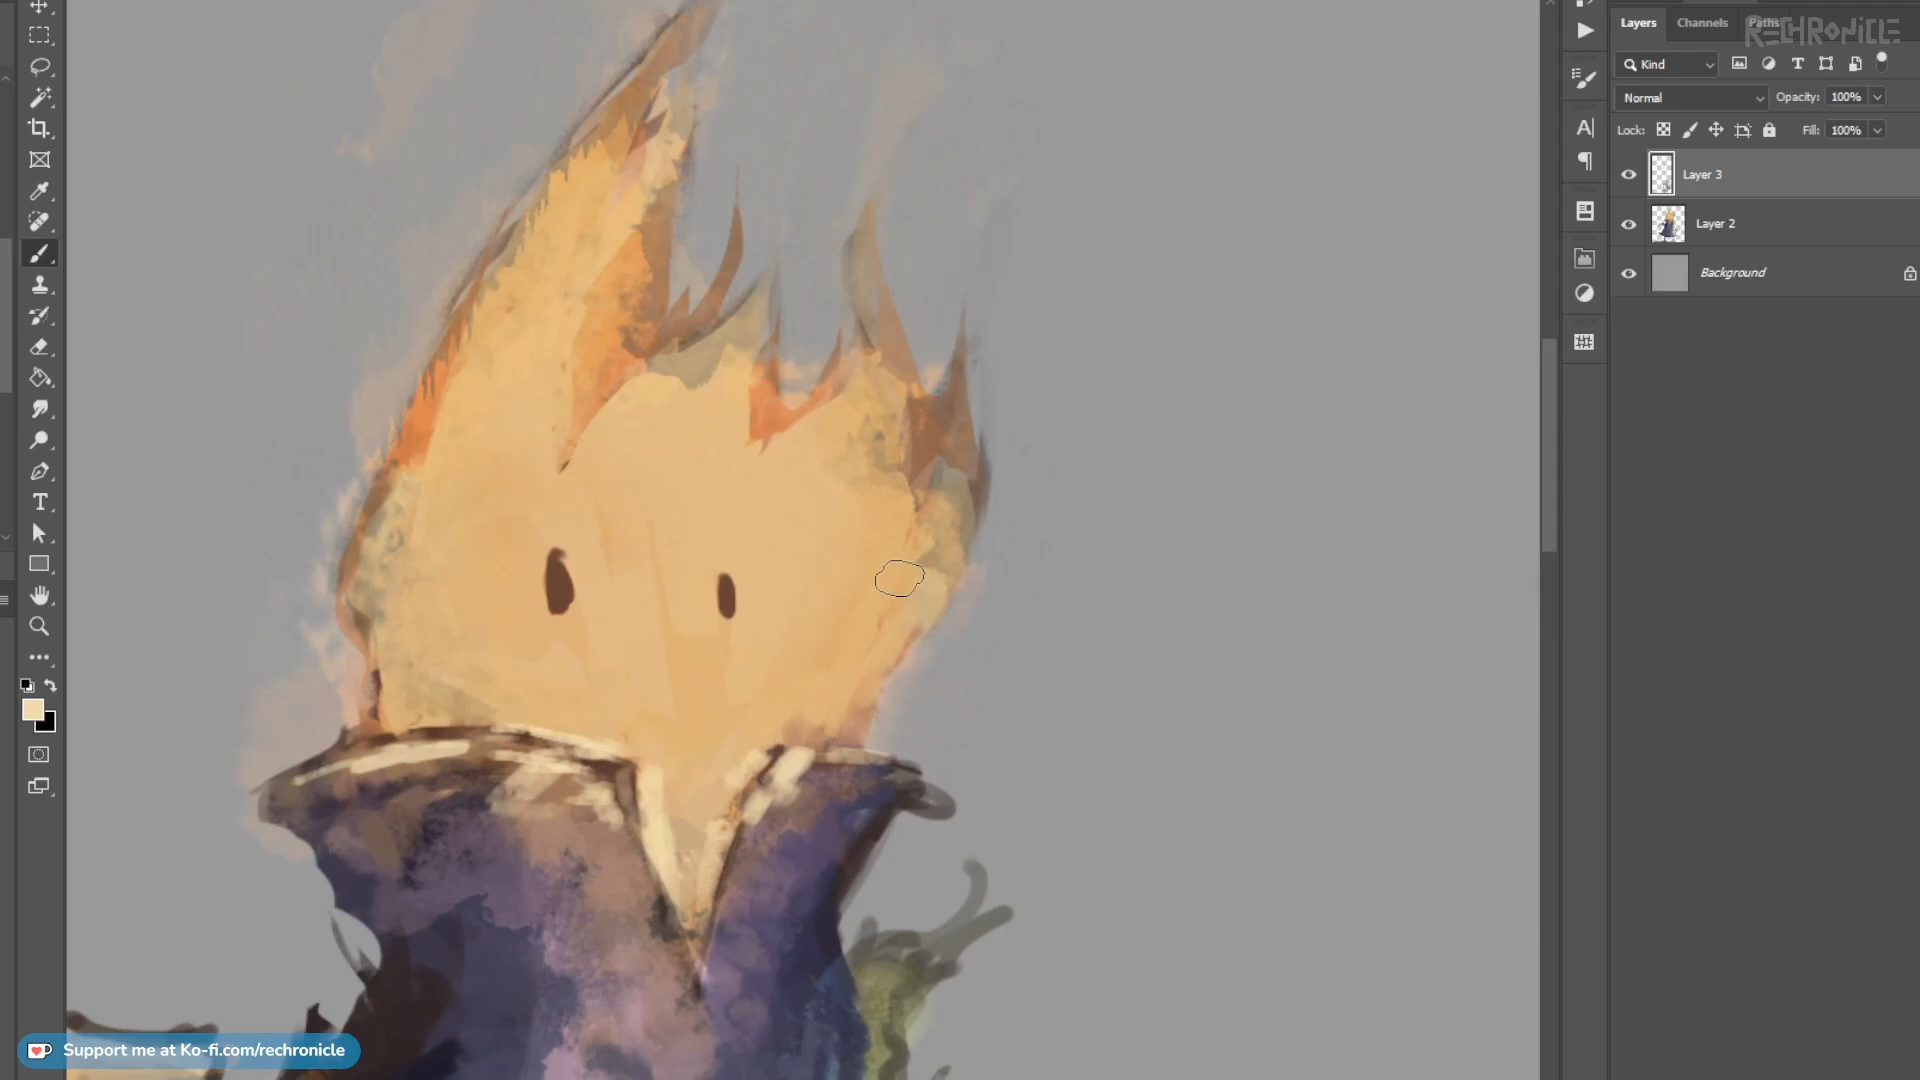 Layers Channels Paths
RECHRONICLE
Kind
Normal Opacity: 100%
Lock: Fill: 100%
Layer 3
Layer 2
Background
Support me at Ko-fi.com/rechronicle